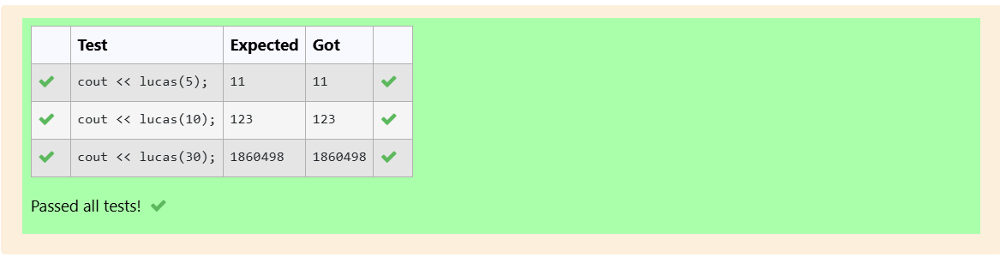 Test Expected Got
cout << lucas(5); 11 11
cout << lucas(10); 123 123
cout << lucas(30); 1860498 1860498
Passed all tests!